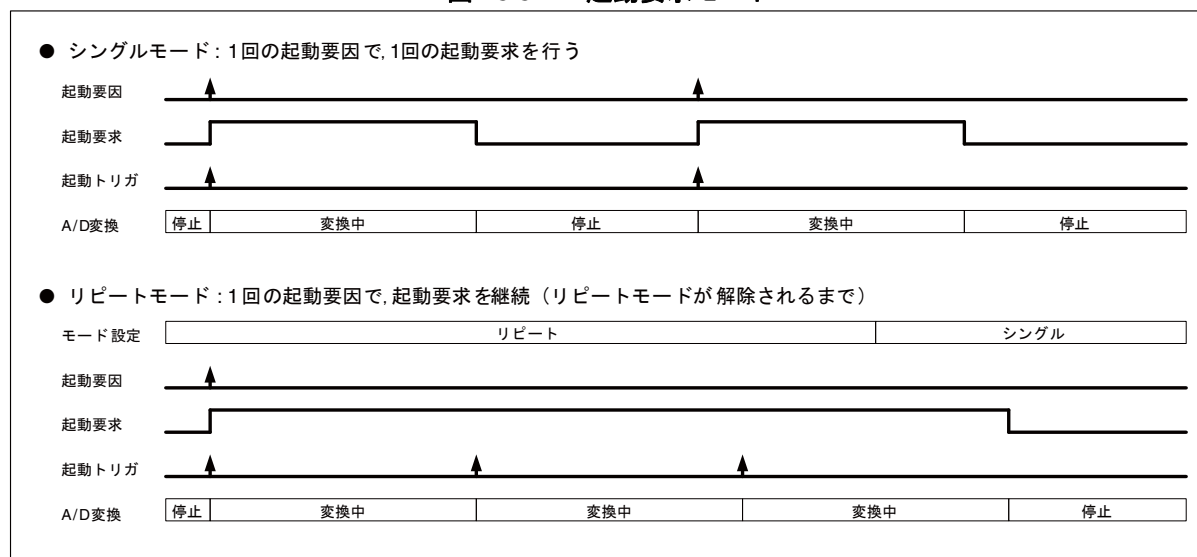 ● シングルモード : 1回の起動要因で, 1回の起動要求を行う
起動要因
起動要求
起動トリガ
A/D変換 停止 変換中 停止 変換中 停止
● リピートモード : 1回の起動要因で, 起動要求を継続（リピートモードが解除されるまで）
モード設定 リピート シングル
起動要因
起動要求
起動トリガ
A/D変換 停止 変換中 変換中 変換中 停止